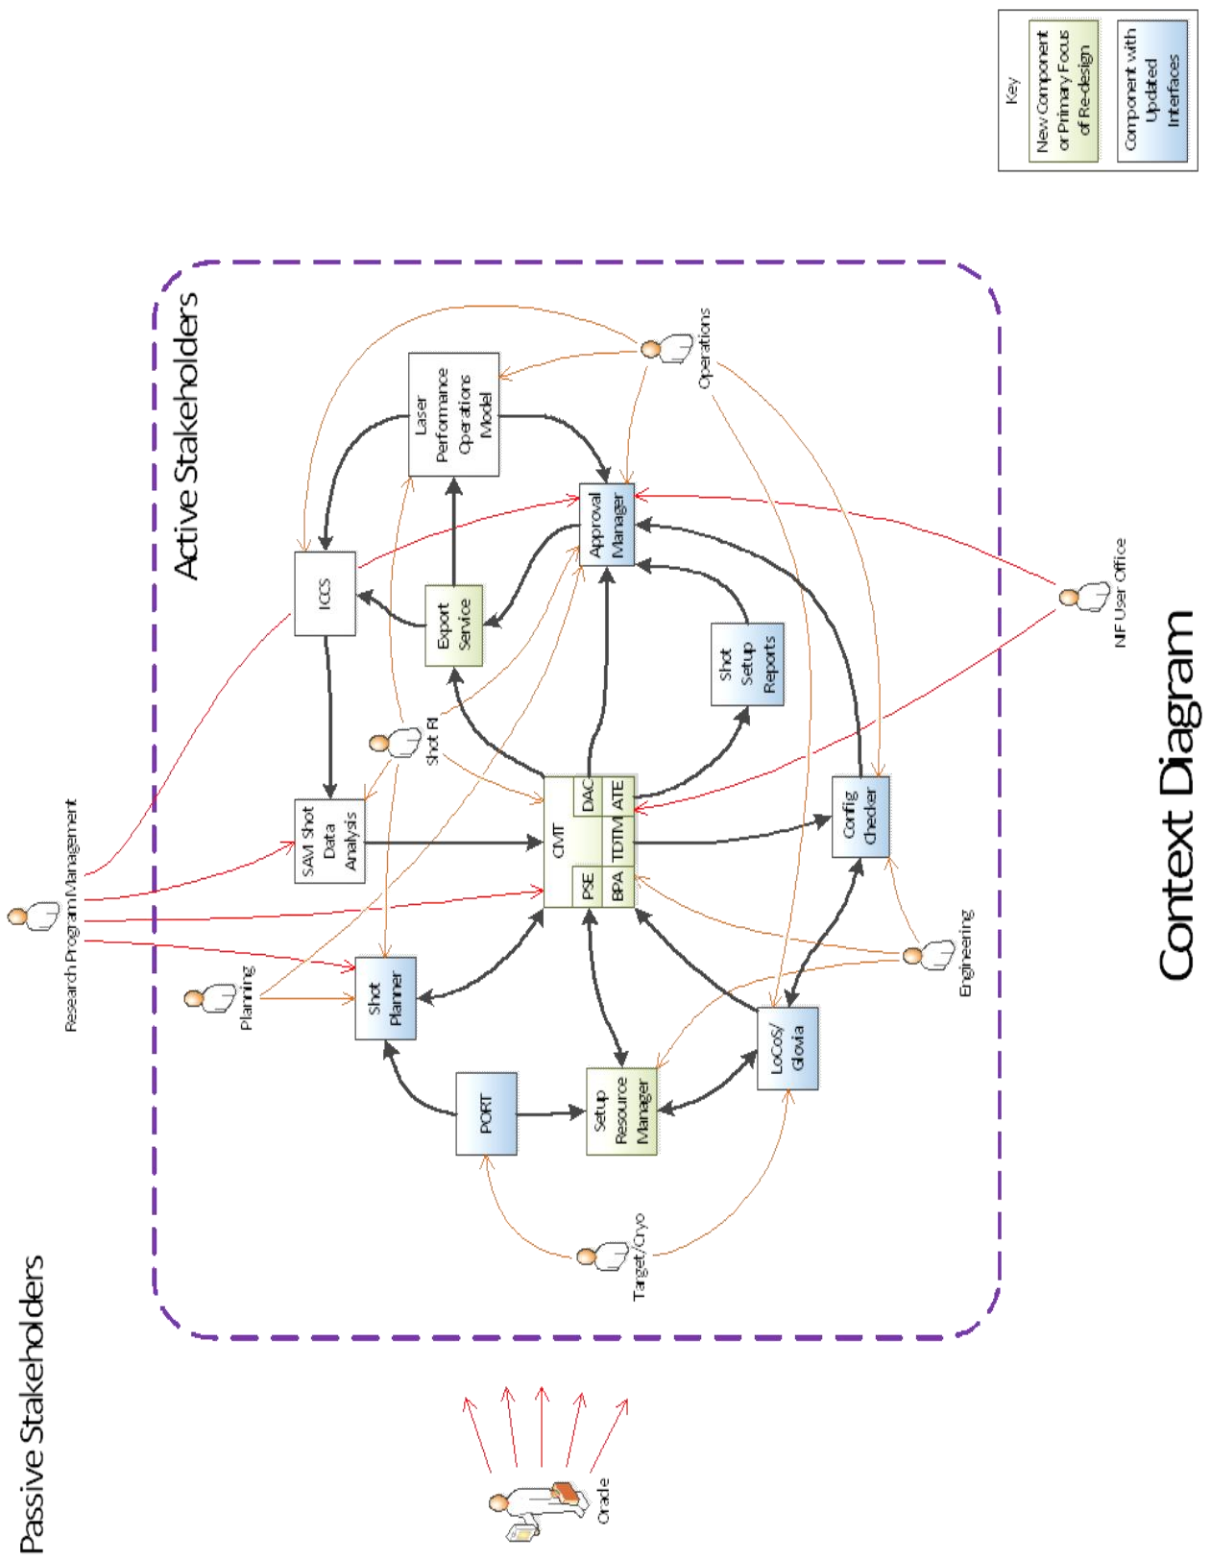 Passive Stakeholders
Active Stakeholders
Research Program Management
Planning
Oracle
Target/Cryo
PORT
Shot
Planner
SAVI Shot
Data
Analysis
ICCS
Shot RI
Export
Service
Laser
Performance
Operations
Model
Operations
Approval
Manager
CMT
PSE
DAC
BPA
TDTM
ATE
Setup
Resource
Manager
Shot
Setup
Reports
LoCoS/
Glovia
Config
Checker
Engineering
NIF User Office
Key
New Component
or Primary Focus
of Re-design
Component with
Updated
Interfaces
Context Diagram